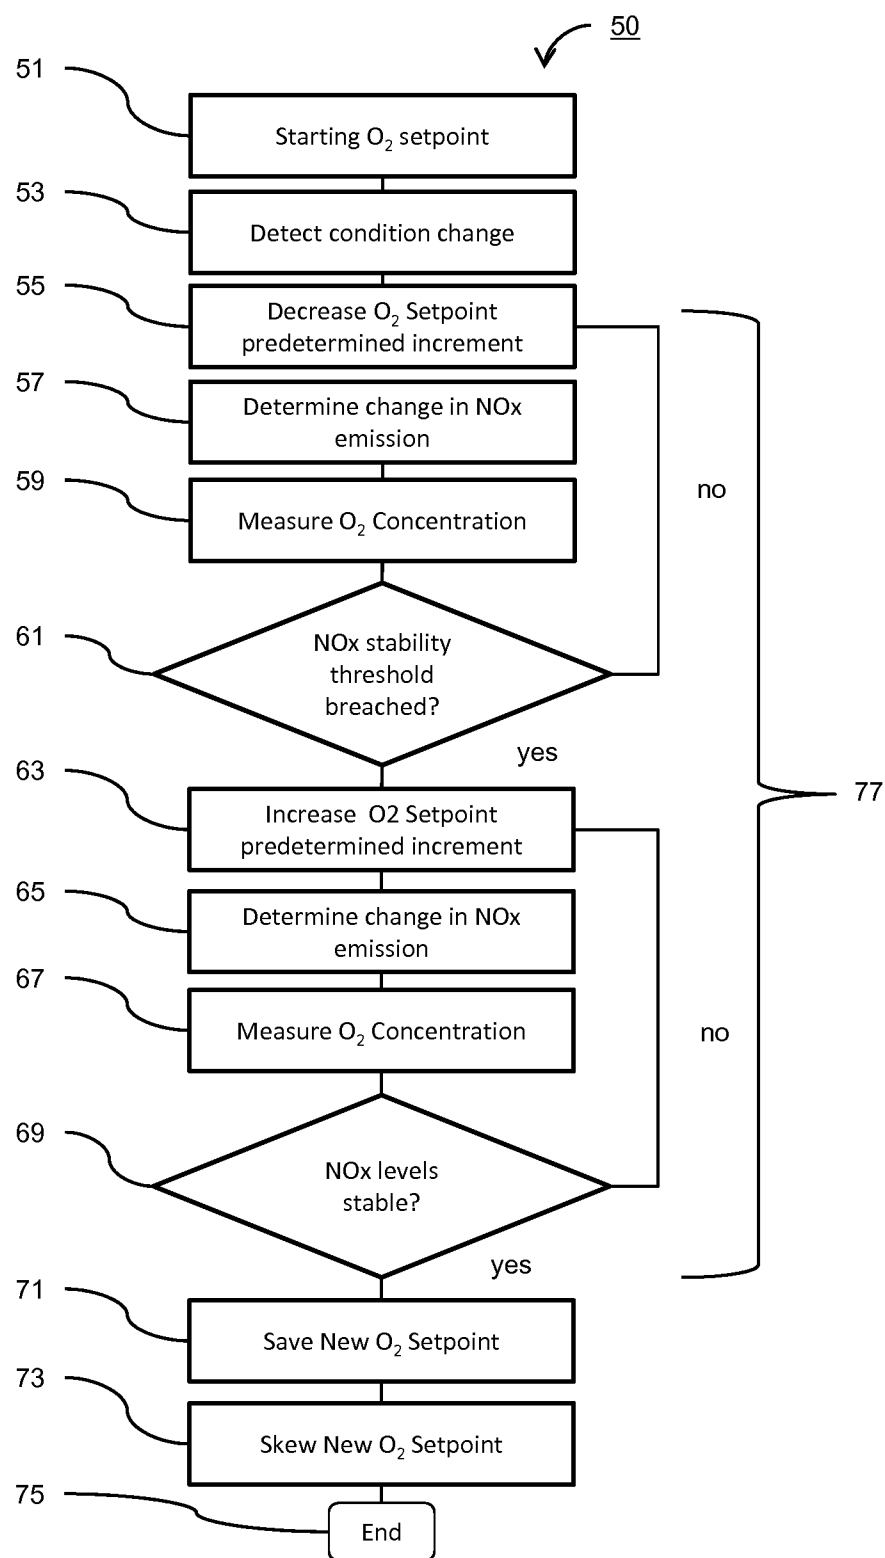 50
51
Starting O₂ setpoint
53
Detect condition change
55
Decrease O₂ Setpoint
predetermined increment
57
Determine change in NOx
emission
59
Measure O₂ Concentration
no
61
NOx stability
threshold
breached?
yes
63
Increase O2 Setpoint
predetermined increment
77
65
Determine change in NOx
emission
67
Measure O₂ Concentration
no
69
NOx levels
stable?
yes
71
Save New O₂ Setpoint
73
Skew New O₂ Setpoint
75
End